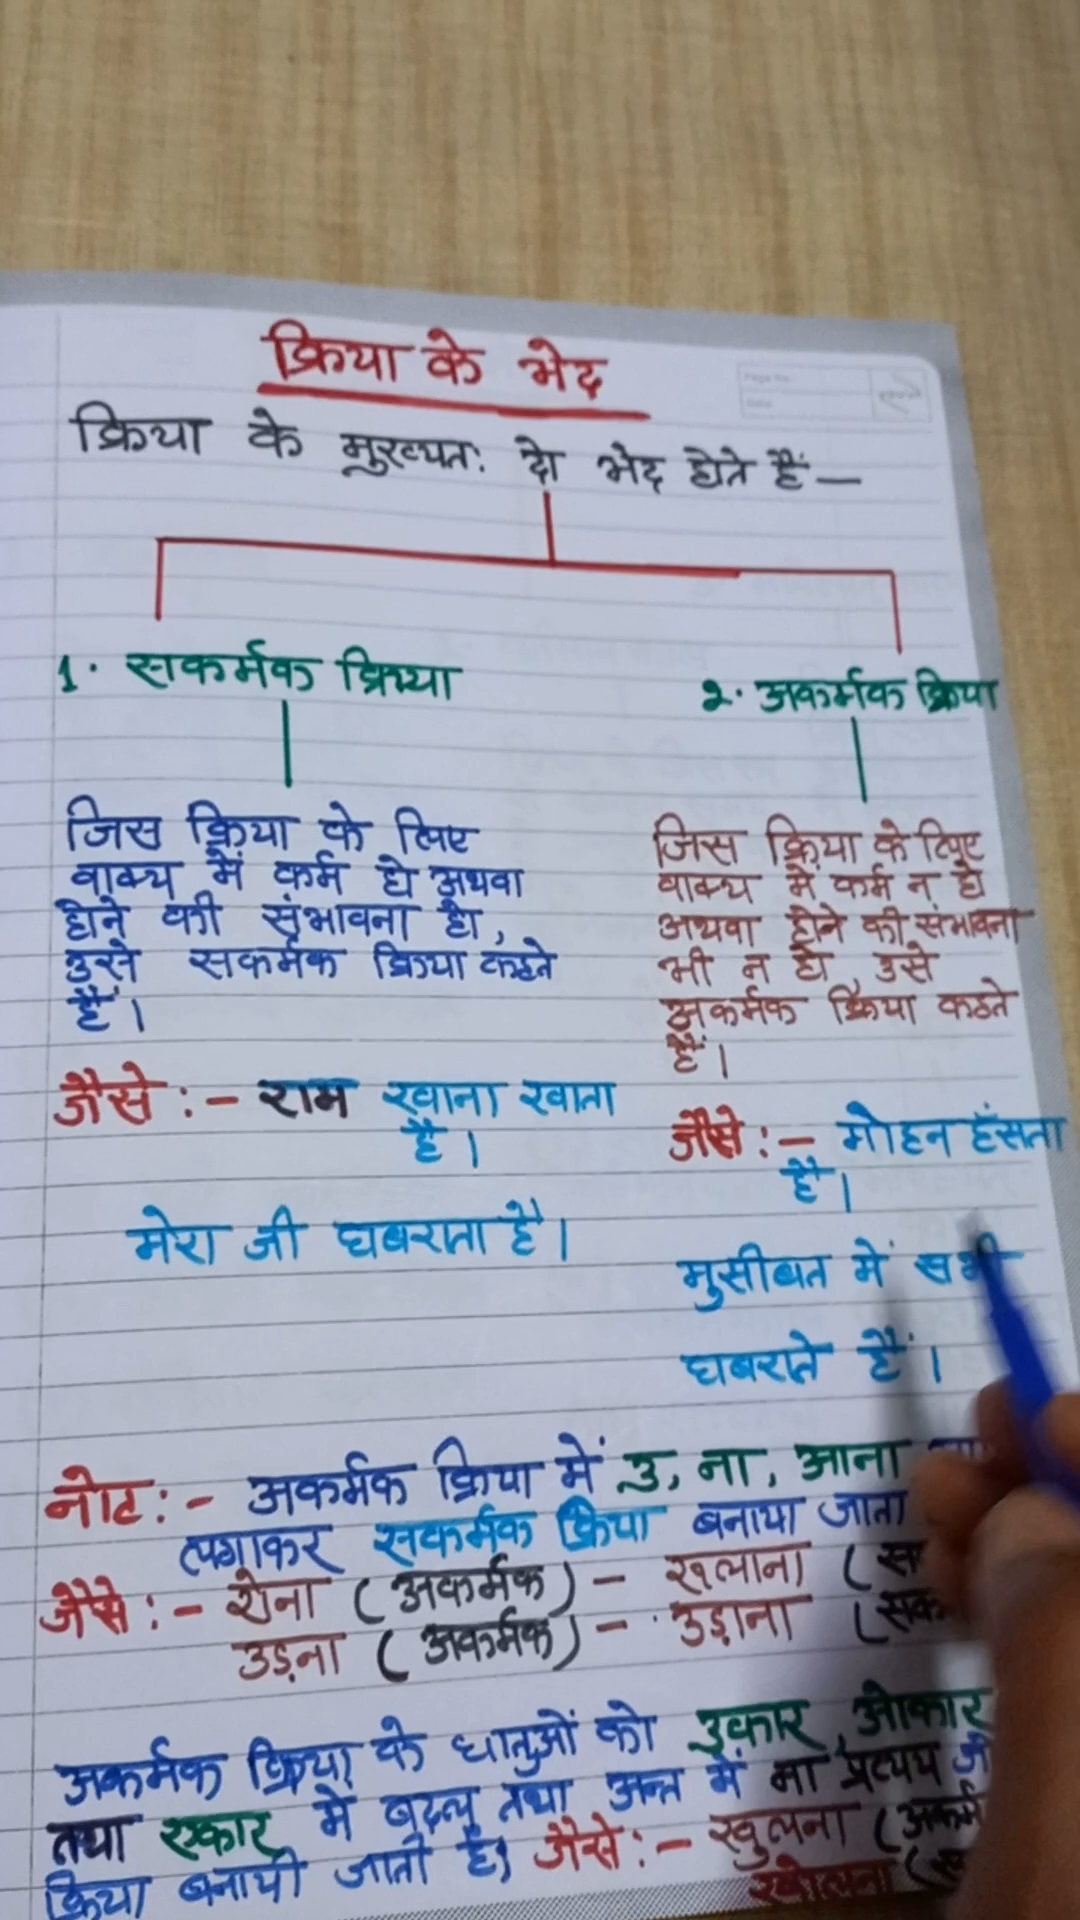 क्रिया के भेद
क्रिया के मुख्यतः दो भेद होते हैं—
1. सकर्मक क्रिया
जिस क्रिया के लिए
वाक्य में कर्म हो अथवा
होने की संभावना हो,
उसे सकर्मक क्रिया कहते
हैं।
जैसे :- राम खाना खाता
है।
मेरा जी घबराता है।
2. अकर्मक क्रिया
जिस क्रिया के लिए
वाक्य में कर्म न हो
अथवा होने की संभावना
भी न हो, उसे
अकर्मक क्रिया कहते
हैं।
जैसे :- मोहन हँसता
है।
मुसीबत में सभी
घबराते हैं।
नोट :- अकर्मक क्रिया में उ, ना, आना
लगाकर सकर्मक क्रिया बनाया जाता
जैसे :- रोना (अकर्मक) - रुलाना (
उड़ना (अकर्मक) - उड़ाना (
अकर्मक क्रिया के धातुओं को उकार, ओकार
तथा एकार में बदल तथा अन्त में ना प्रत्यय
क्रिया बनायी जाती है। जैसे :- खुलना (
खोलना (